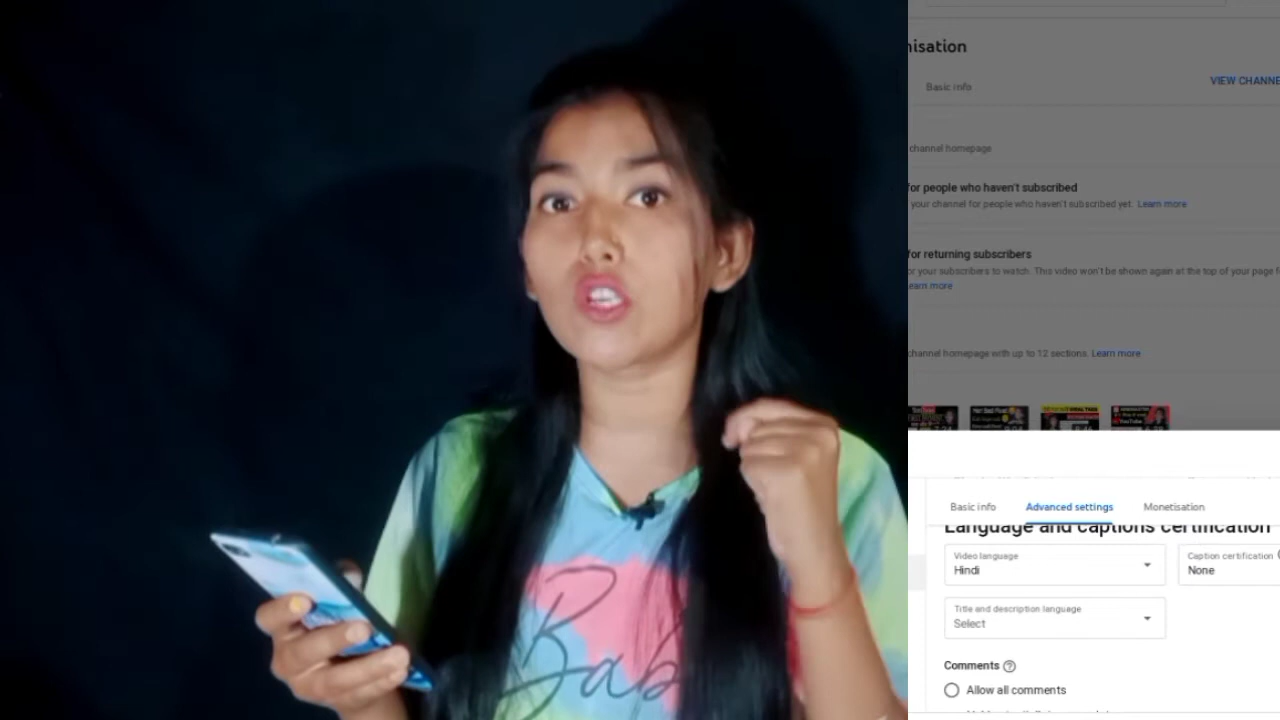 nisation
VIEW CHANNE
Basic info
channel homepage
for people who haven't subscribed
your channel for people who haven't subscribed yet. Learn more
for returning subscribers
or your subscribers to watch. This video won't be shown again at the top of your page f
earn more
channel homepage with up to 12 sections. Learn more
Basic info Advanced settings Monetisation
Language and captions certification
Video language
Hindi
Caption certification
None
Title and description language
Select
Comments
Allow all comments
Bab